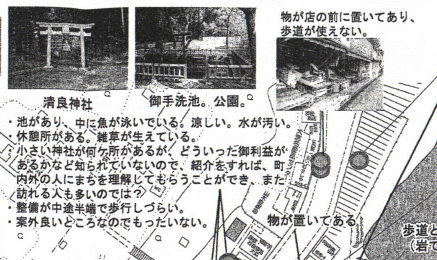 物が店の前に置いてあり、
歩道が使えない。
清良神社
御手洗池。公園。
・池があり、中に魚が泳いでいる。涼しい。水が汚い。
・休憩所がある。雑草が生えている。
・小さい神社が何ケ所があるが、どういった御利益が
あるかなど知られていないので、紹介をすれば、町
内外の人にまちを理解してもらうことができ、また
訪れる人も多いのでは？
・整備が中途半端で歩行しづらい。
・案外良いところなのでもったいない。
物が置いてある
歩道と
（岩て